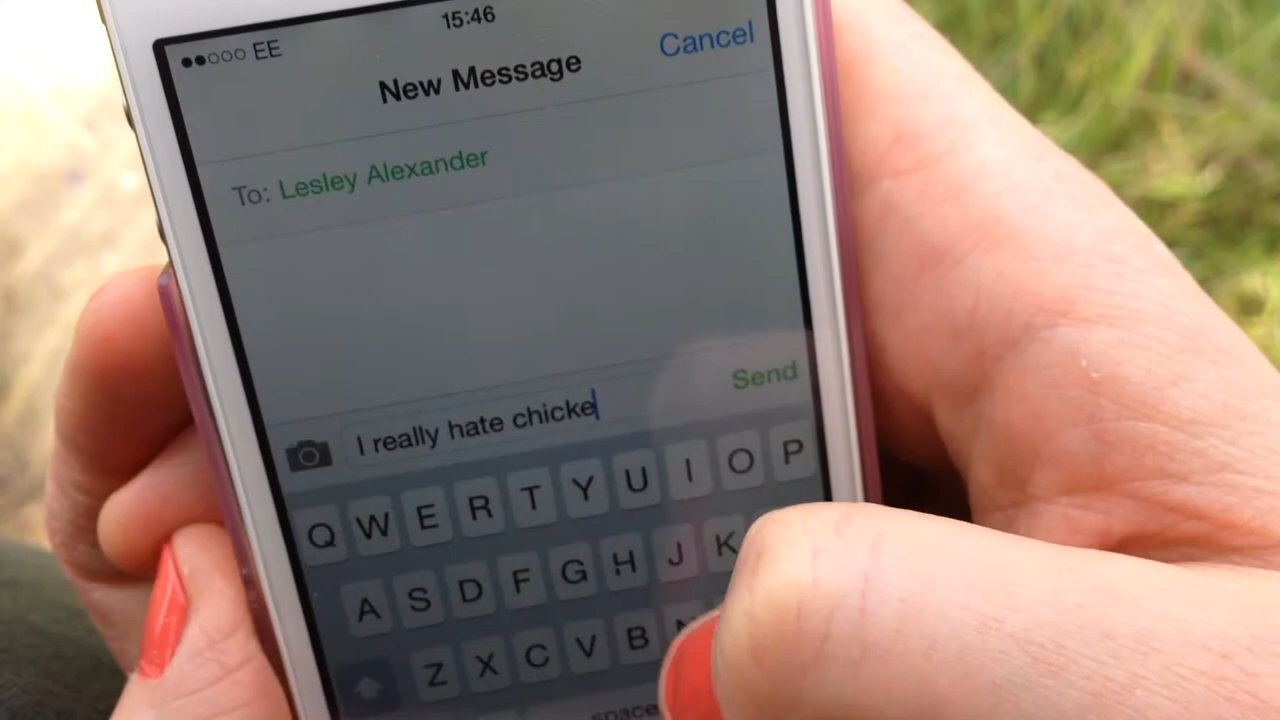 15:46
EE
Cancel
New Message
To: Lesley Alexander
Send
I really hate chicke
Q W E R T Y U I O P
A S D F G H J K
Z X C V B N
space